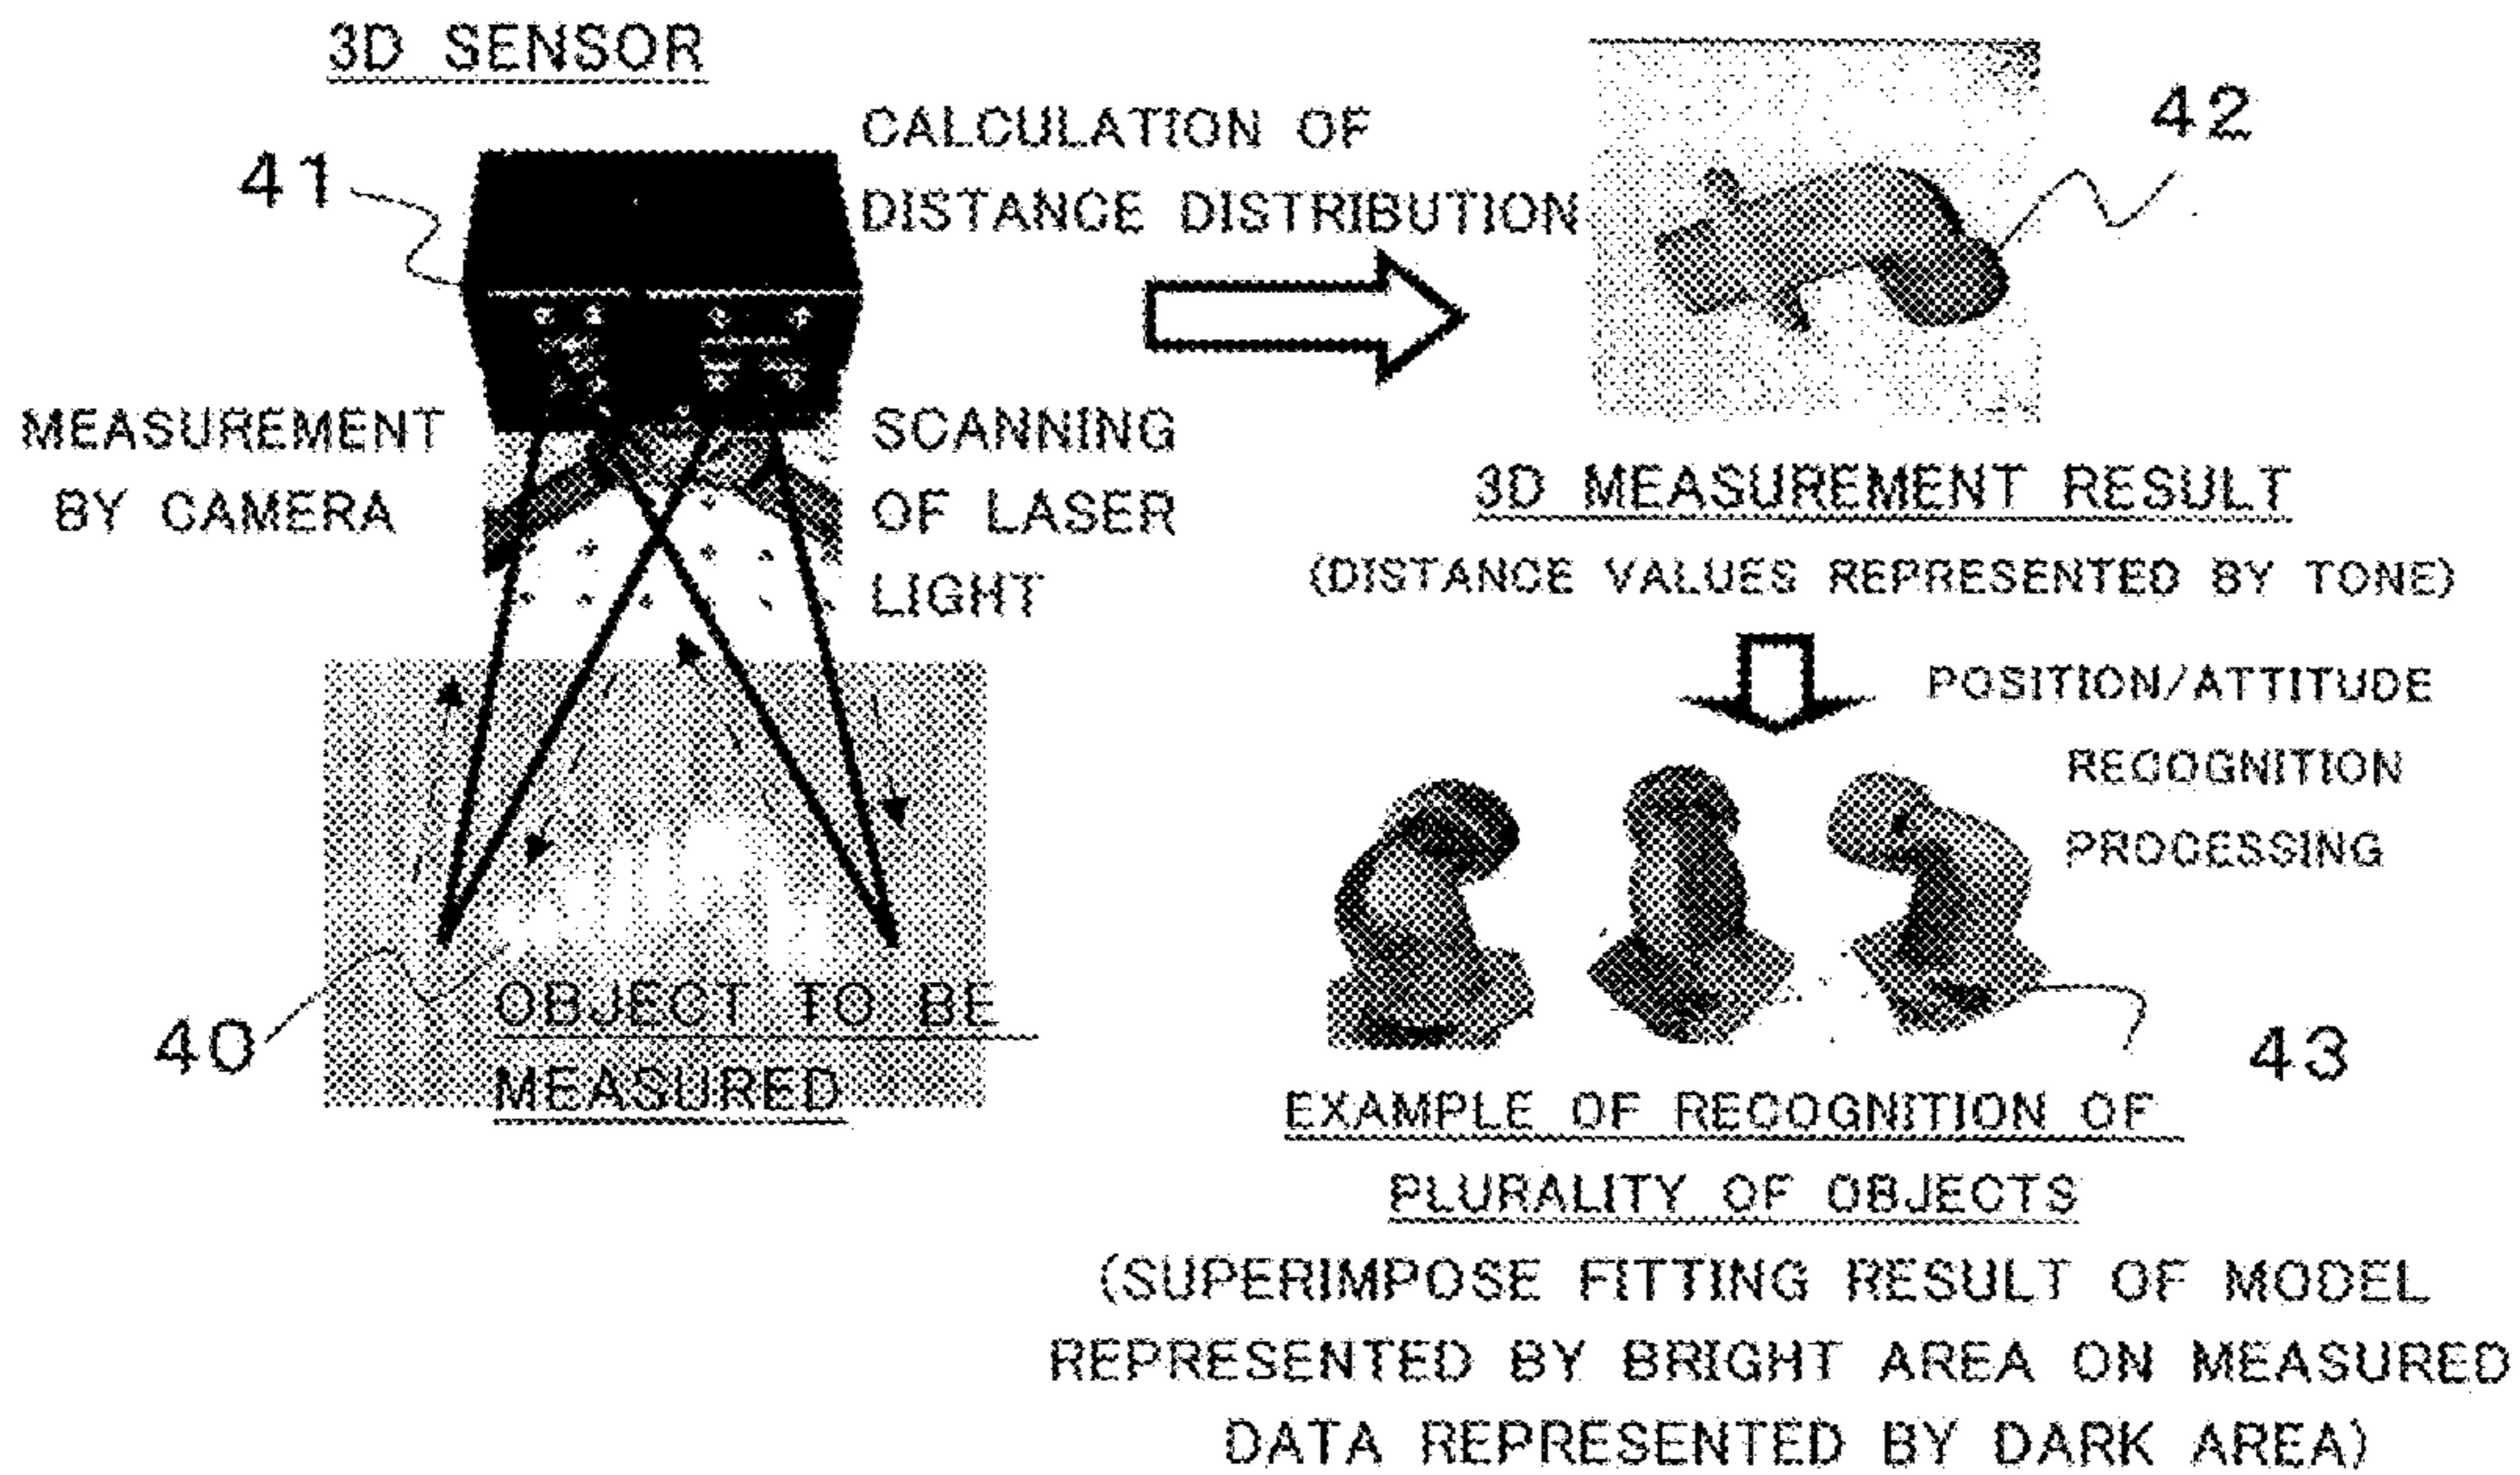 3D SENSOR
41
CALCULATION OF
DISTANCE DISTRIBUTION
42
MEASUREMENT
BY CAMERA
SCANNING
OF LASER
LIGHT
3D MEASUREMENT RESULT
(DISTANCE VALUES REPRESENTED BY TONE)
POSITION/ATTITUDE
RECOGNITION
PROCESSING
40
OBJECT TO BE
MEASURED
43
EXAMPLE OF RECOGNITION OF
PLURALITY OF OBJECTS
(SUPERIMPOSE FITTING RESULT OF MODEL
REPRESENTED BY BRIGHT AREA ON MEASURED
DATA REPRESENTED BY DARK AREA)